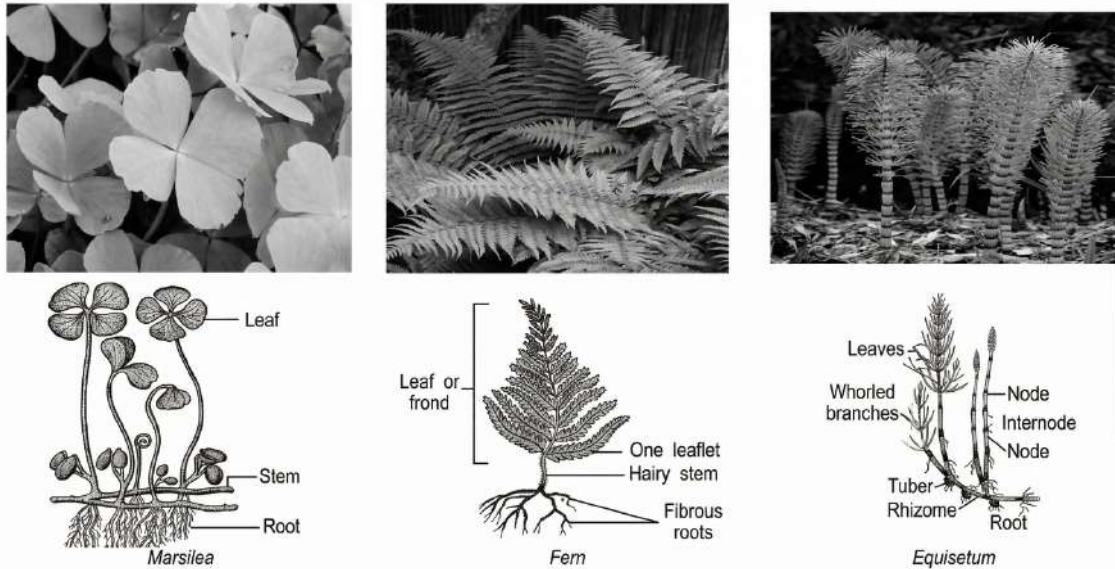 Leaf
Stem
Root
Marsilea
Leaf or
frond
One leaflet
Hairy stem
Fibrous
roots
Fern
Leaves
Whorled
branches
Node
Internode
Node
Tuber
Rhizome
Root
Equisetum